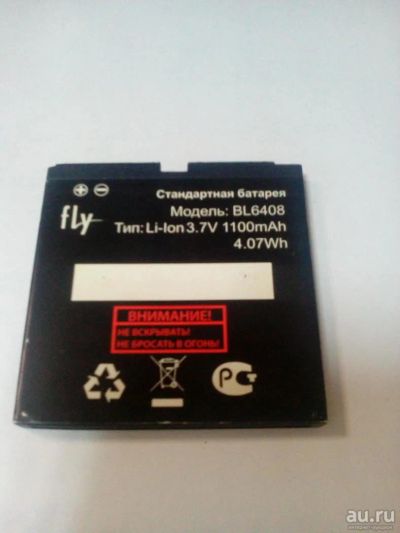 Стандартная батарея
fly
Модель: BL6408
Тип: Li-Ion 3.7V 1100mAh
4.07Wh
ВНИМАНИЕ!
НЕ ВСКРЫВАТЬ!
НЕ БРОСАТЬ В ОГОНЬ!
au.ru